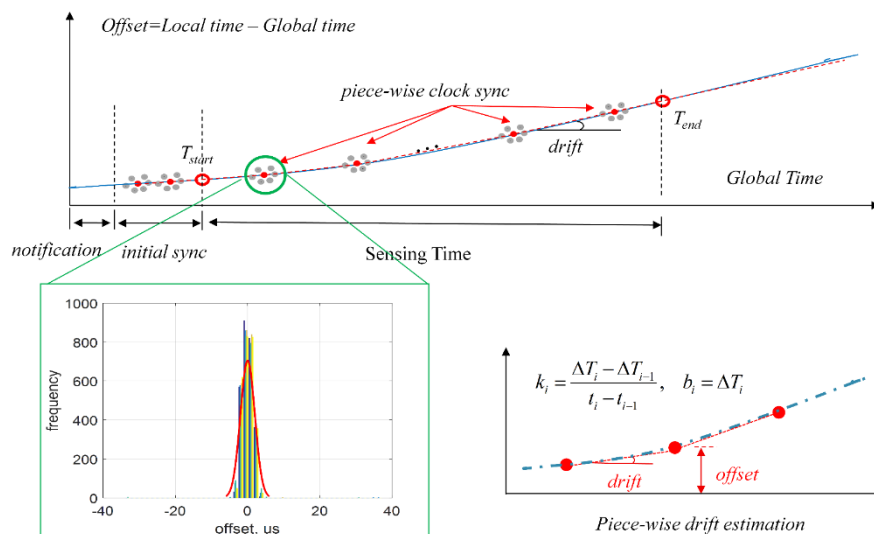 Offset=Local time – Global time
piece-wise clock sync
T_start
...
drift
T_end
Global Time
notification
initial sync
Sensing Time
1000
800
600
400
200
0
frequency
-40
-20
0
20
40
offset, us
k_i = (ΔT_i − ΔT_{i-1}) / (t_i − t_{i-1}), b_i = ΔT_i
drift
offset
Piece-wise drift estimation